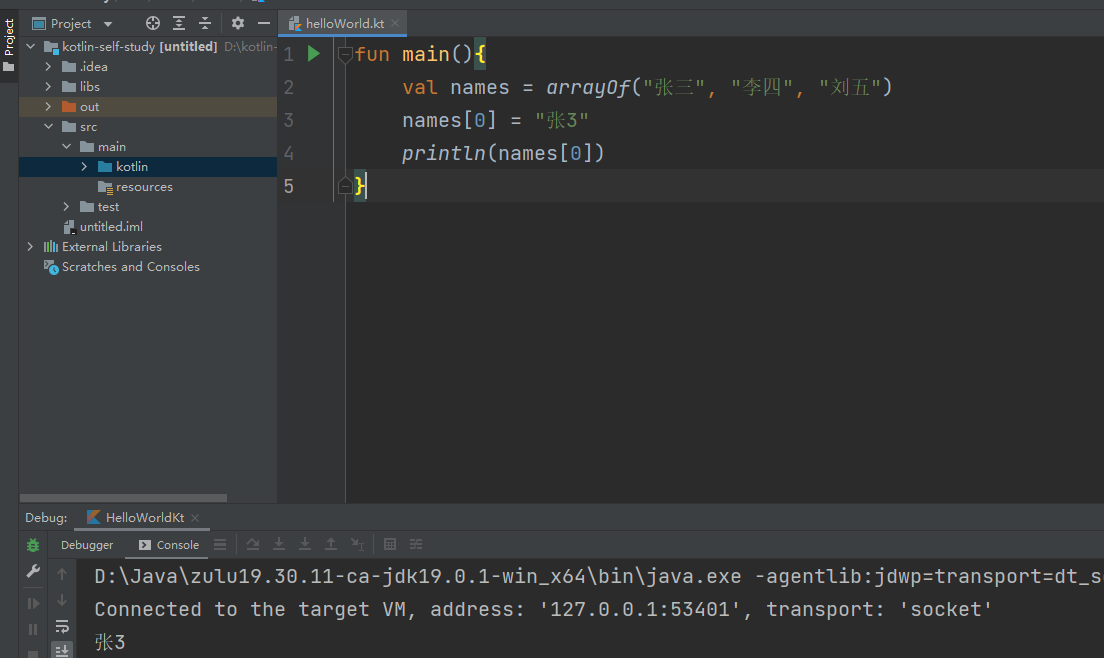 Project
Project
helloWorld.kt
kotlin-self-study [untitled] D:\kotlin-
.idea
libs
out
src
main
kotlin
resources
test
untitled.iml
External Libraries
Scratches and Consoles
1 fun main(){
2 val names = arrayOf("张三", "李四", "刘五")
3 names[0] = "张3"
4 println(names[0])
5 }
Debug: HelloWorldKt
Debugger Console
D:\Java\zulu19.30.11-ca-jdk19.0.1-win_x64\bin\java.exe -agentlib:jdwp=transport=dt_s
Connected to the target VM, address: '127.0.0.1:53401', transport: 'socket'
张3